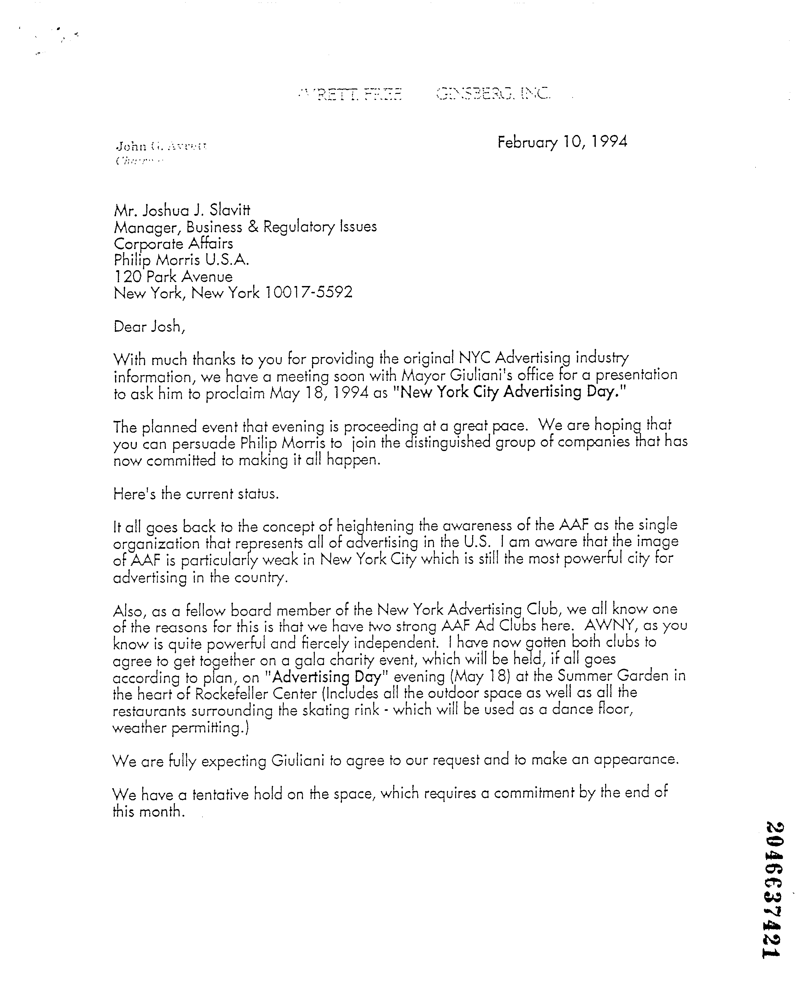 GINSBERG, INC.
John G. Avrett
February 10, 1994
Mr. Joshua J. Slavitt
Manager, Business & Regulatory Issues
Corporate Affairs
Philip Morris U.S.A.
120 Park Avenue
New York, New York 10017-5592
Dear Josh,
With much thanks to you for providing the original NYC Advertising industry
information, we have a meeting soon with Mayor Giuliani's office for a presentation
to ask him to proclaim May 18, 1994 as "New York City Advertising Day."
The planned event that evening is proceeding at a great pace. We are hoping that
you can persuade Philip Morris to join the distinguished group of companies that has
now committed to making it all happen.
Here's the current status.
It all goes back to the concept of heightening the awareness of the AAF as the single
organization that represents all of advertising in the U.S. I am aware that the image
of AAF is particularly weak in New York City which is still the most powerful city for
advertising in the country.
Also, as a fellow board member of the New York Advertising Club, we all know one
of the reasons for this is that we have two strong AAF Ad Clubs here. AWNY, as you
know is quite powerful and fiercely independent. I have now gotten both clubs to
agree to get together on a gala charity event, which will be held, if all goes
according to plan, on "Advertising Day" evening (May 18) at the Summer Garden in
the heart of Rockefeller Center (Includes all the outdoor space as well as all the
restaurants surrounding the skating rink - which will be used as a dance floor,
weather permitting.)
We are fully expecting Giuliani to agree to our request and to make an appearance.
We have a tentative hold on the space, which requires a commitment by the end of
this month.
2046637421